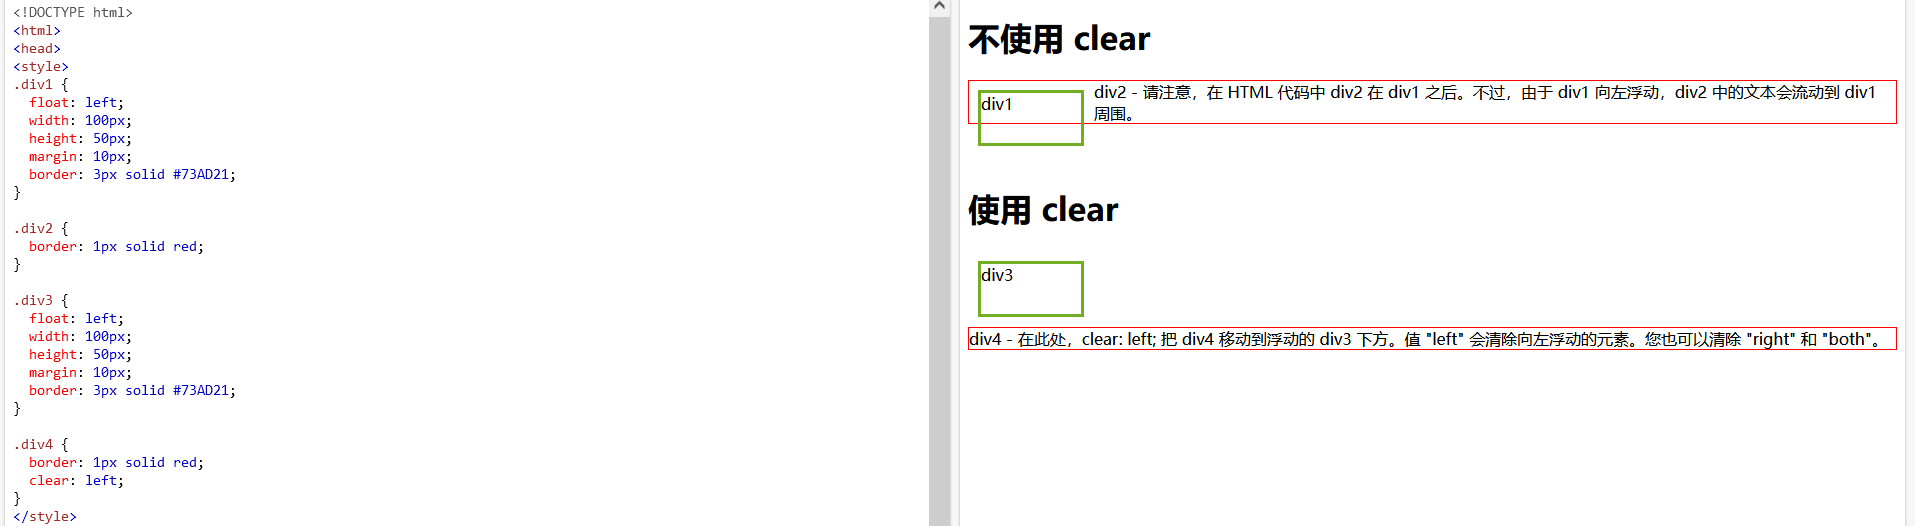 <!DOCTYPE html>
<html>
<head>
<style>
.div1 {
  float: left;
  width: 100px;
  height: 50px;
  margin: 10px;
  border: 3px solid #73AD21;
}

.div2 {
  border: 1px solid red;
}

.div3 {
  float: left;
  width: 100px;
  height: 50px;
  margin: 10px;
  border: 3px solid #73AD21;
}

.div4 {
  border: 1px solid red;
  clear: left;
}
</style>
不使用 clear
div1
div2 - 请注意，在 HTML 代码中 div2 在 div1 之后。不过，由于 div1 向左浮动，div2 中的文本会流动到 div1
周围。
使用 clear
div3
div4 - 在此处，clear: left; 把 div4 移动到浮动的 div3 下方。值 "left" 会清除向左浮动的元素。您也可以清除 "right" 和 "both"。